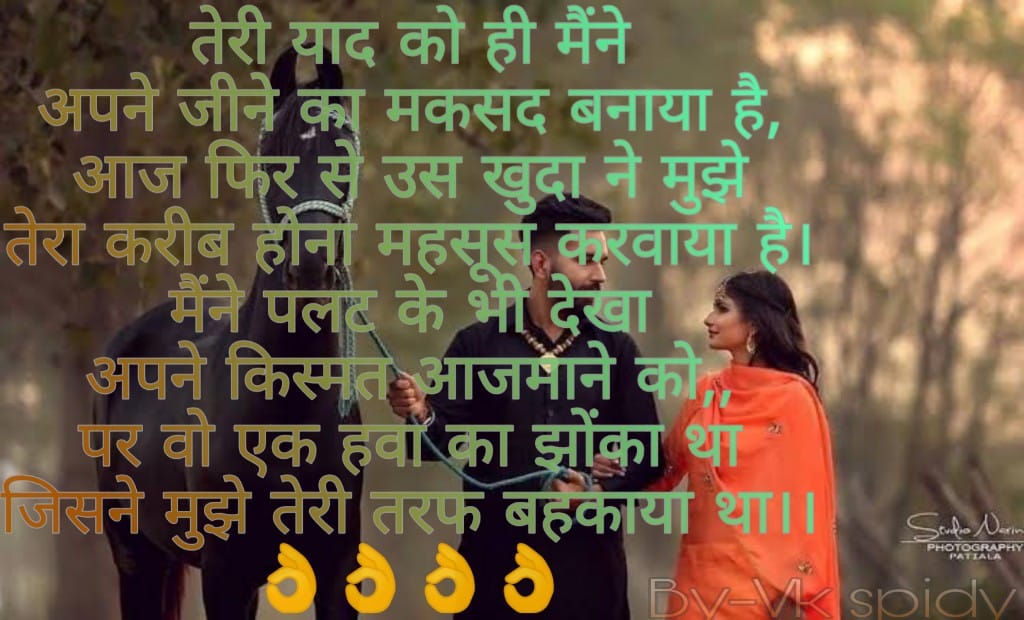 तेरी याद को ही मैंने
अपने जीने का मकसद बनाया है,
आज फिर से उस खुदा ने मुझे
तेरा करीब होना महसूस करवाया है।
मैंने पलट के भी देखा
अपने किस्मत आजमाने को,,
पर वो एक हवा का झोंका था
जिसने मुझे तेरी तरफ बहकाया था।।
👌👌👌👌
Studio Narin
PHOTOGRAPHY
PATIALA
By-Vk spidy